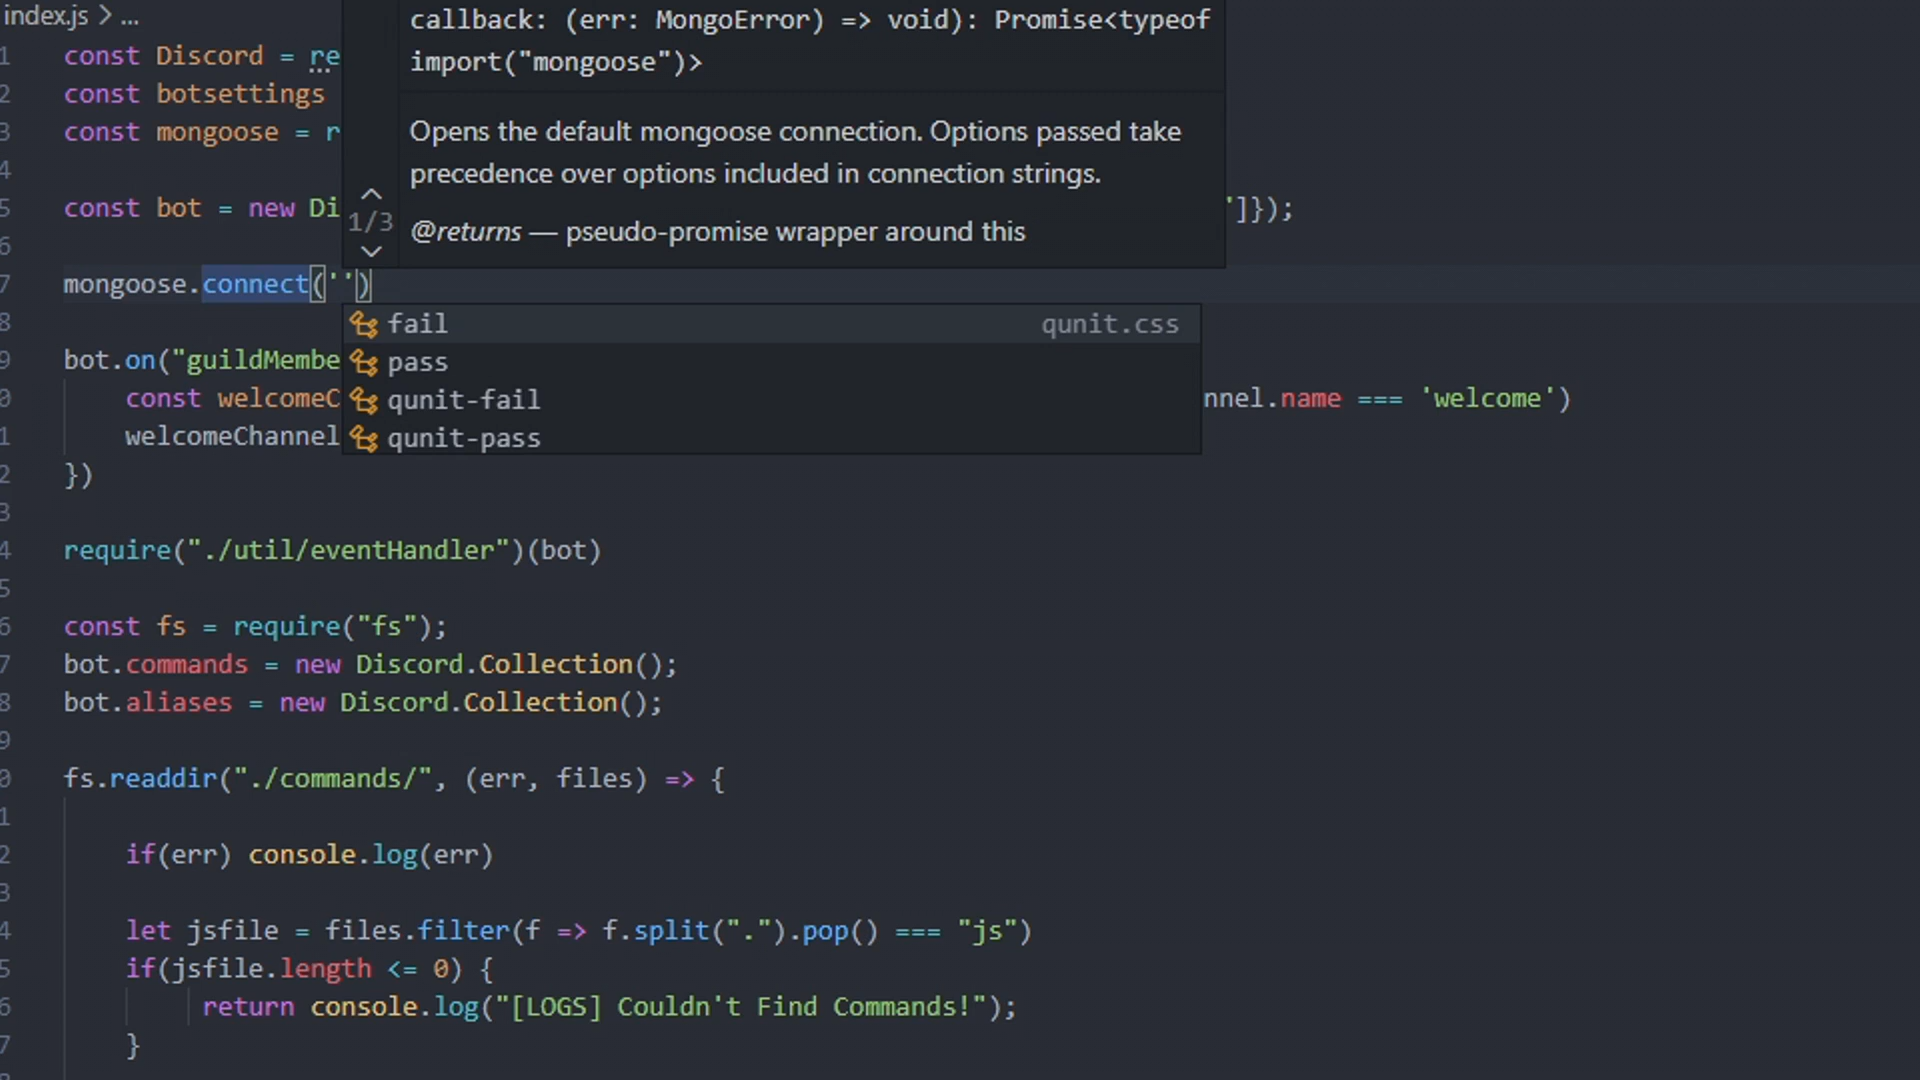 index.js > ...
callback: (err: MongoError) => void): Promise<typeof
import("mongoose")>
Opens the default mongoose connection. Options passed take
precedence over options included in connection strings.
1/3
@returns — pseudo-promise wrapper around this
1 const Discord = re
2 const botsettings
3 const mongoose = r
4
5 const bot = new Di ']});
6
7 mongoose.connect('')
fail qunit.css
pass
qunit-fail
qunit-pass
8
9 bot.on("guildMembe
0 const welcomeC nnel.name === 'welcome')
1 welcomeChannel
2 })
3
4 require("./util/eventHandler")(bot)
5
6 const fs = require("fs");
7 bot.commands = new Discord.Collection();
8 bot.aliases = new Discord.Collection();
9
0 fs.readdir("./commands/", (err, files) => {
1
2 if(err) console.log(err)
3
4 let jsfile = files.filter(f => f.split(".").pop() === "js")
5 if(jsfile.length <= 0) {
6 return console.log("[LOGS] Couldn't Find Commands!");
7 }